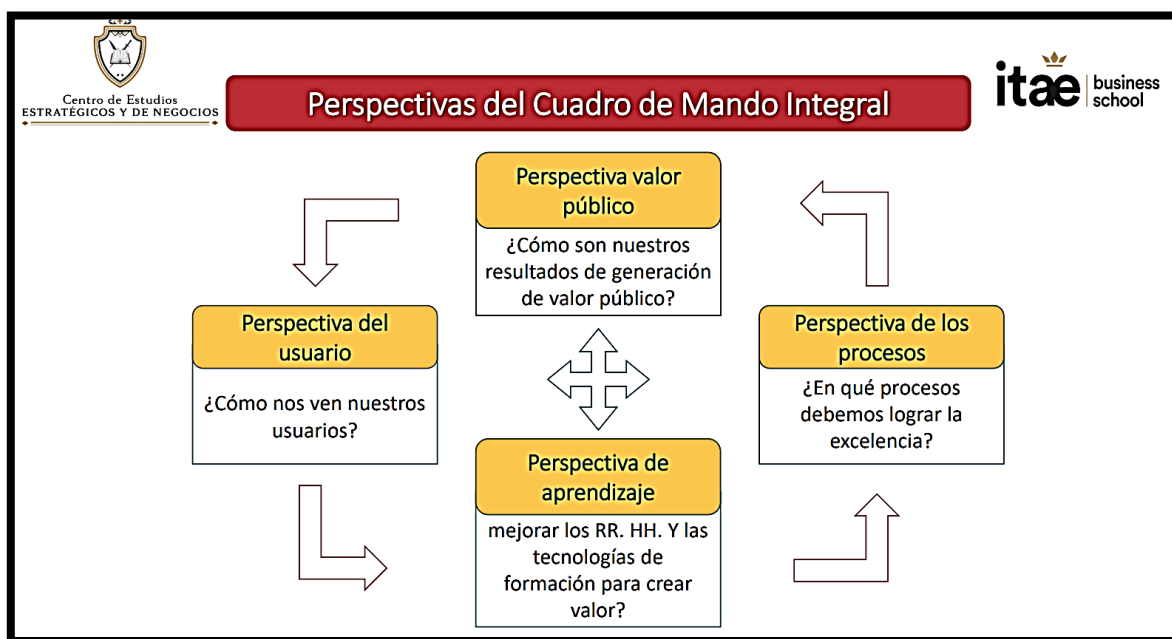 Centro de Estudios
ESTRATÉGICOS Y DE NEGOCIOS
Perspectivas del Cuadro de Mando Integral
itae business
school
Perspectiva valor
público
¿Cómo son nuestros
resultados de generación
de valor público?
Perspectiva del
usuario
¿Cómo nos ven nuestros
usuarios?
Perspectiva de los
procesos
¿En qué procesos
debemos lograr la
excelencia?
Perspectiva de
aprendizaje
mejorar los RR. HH. Y las
tecnologías de
formación para crear
valor?